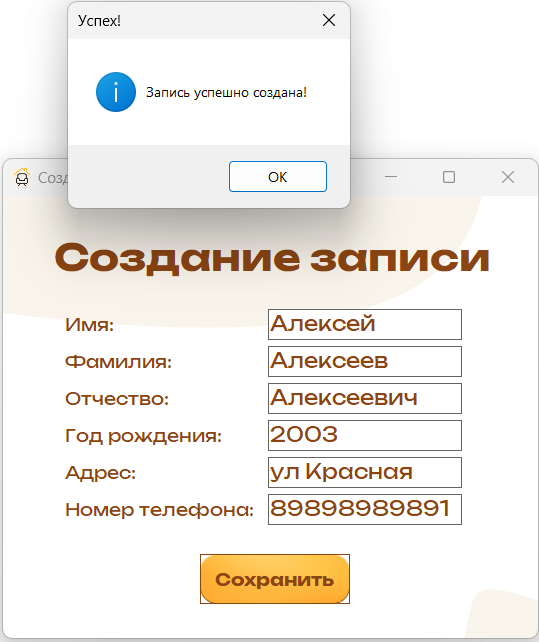 Успех!
Запись успешно создана!
OK
Созд
Создание записи
Имя: Алексей
Фамилия: Алексеев
Отчество: Алексеевич
Год рождения: 2003
Адрес: ул Красная
Номер телефона: 89898989891
Сохранить